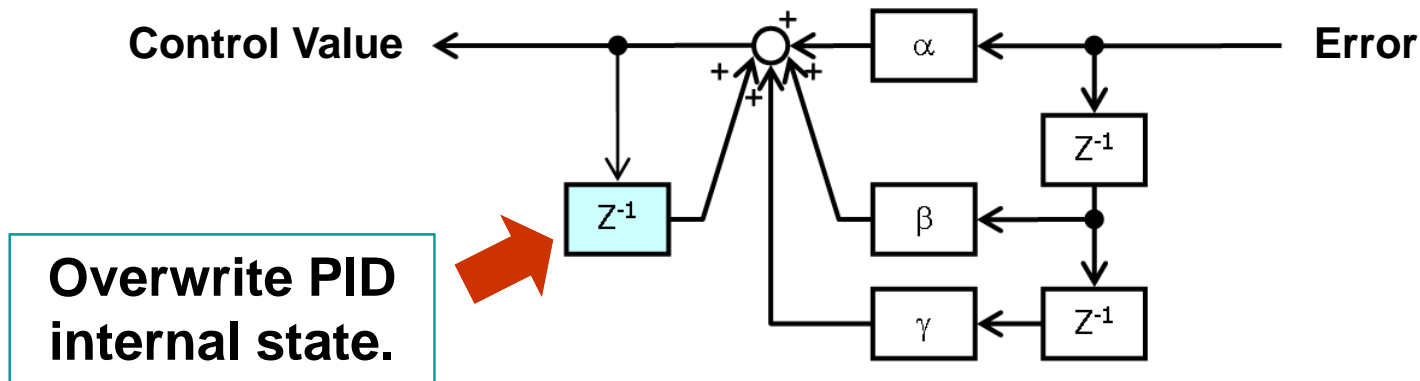 Control Value
+
α
Error
+
+
+
Z⁻¹
Z⁻¹
β
Overwrite PID
internal state.
γ
Z⁻¹